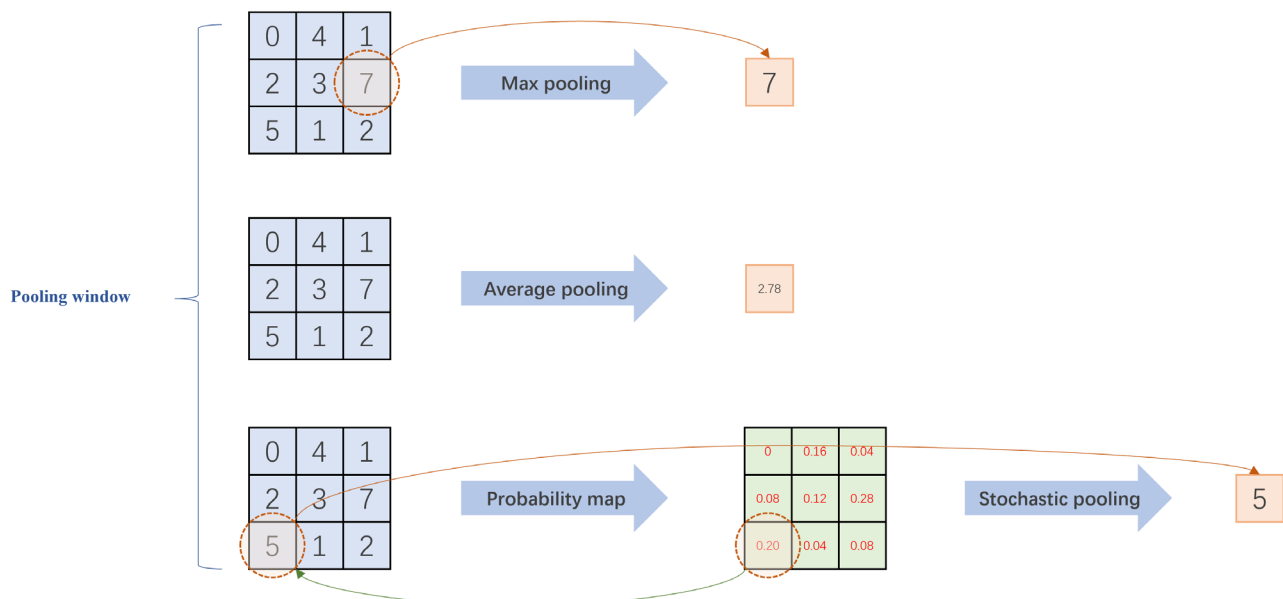 0 4 1
2 3 7
5 1 2
Max pooling
7
Pooling window
0 4 1
2 3 7
5 1 2
Average pooling
2.78
0 4 1
2 3 7
5 1 2
Probability map
0 0.16 0.04
0.08 0.12 0.28
0.20 0.04 0.08
Stochastic pooling
5